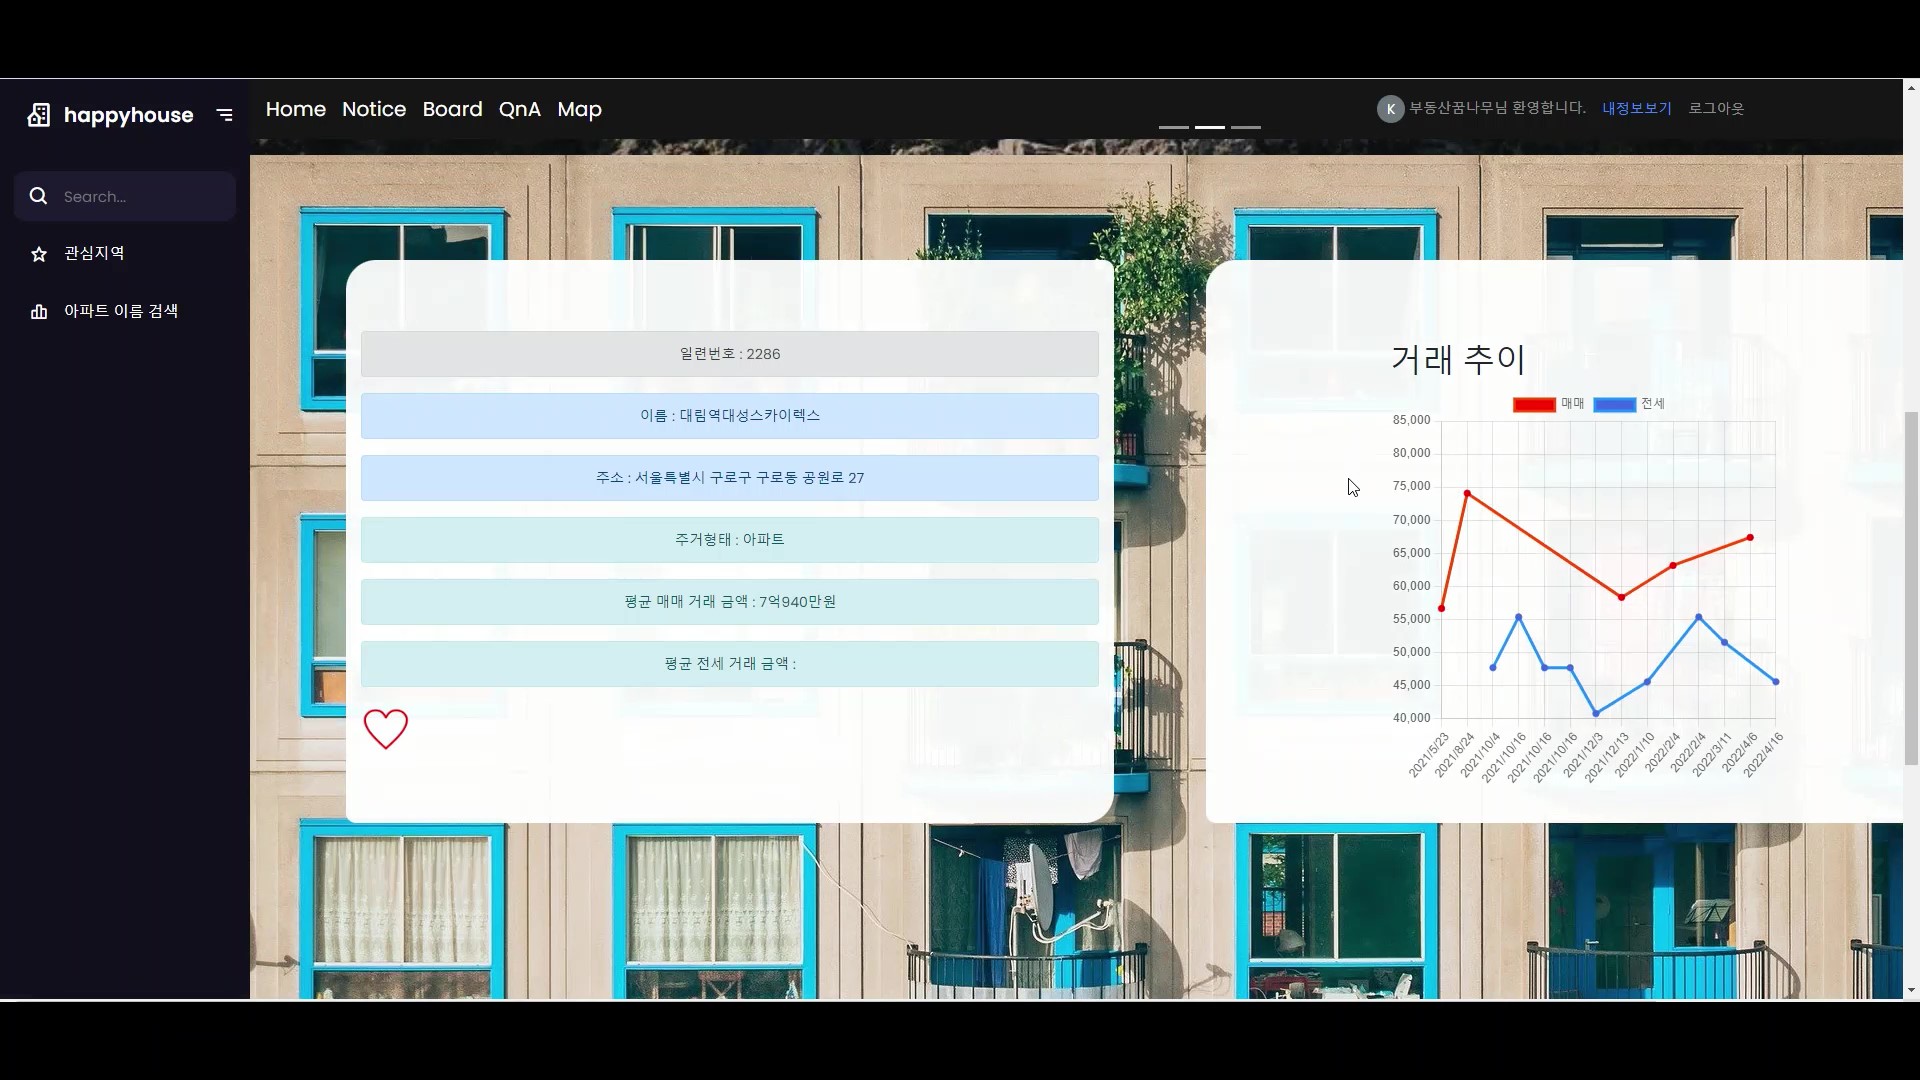 happyhouse
Home Notice Board QnA Map
K 부동산꿈나무님 환영합니다. 내정보보기 로그아웃
Search...
관심지역
아파트 이름 검색
일련번호 : 2286
이름 : 대림역대성스카이렉스
주소 : 서울특별시 구로구 구로동 공원로 27
주거형태 : 아파트
평균 매매 거래 금액 : 7억940만원
평균 전세 거래 금액 :
거래 추이
매매 전세
85,000
80,000
75,000
70,000
65,000
60,000
55,000
50,000
45,000
40,000
2021/5/23
2021/8/24
2021/10/4
2021/10/16
2021/10/16
2021/10/16
2021/12/3
2021/12/13
2022/1/10
2022/2/4
2022/2/4
2022/3/11
2022/4/6
2022/4/16